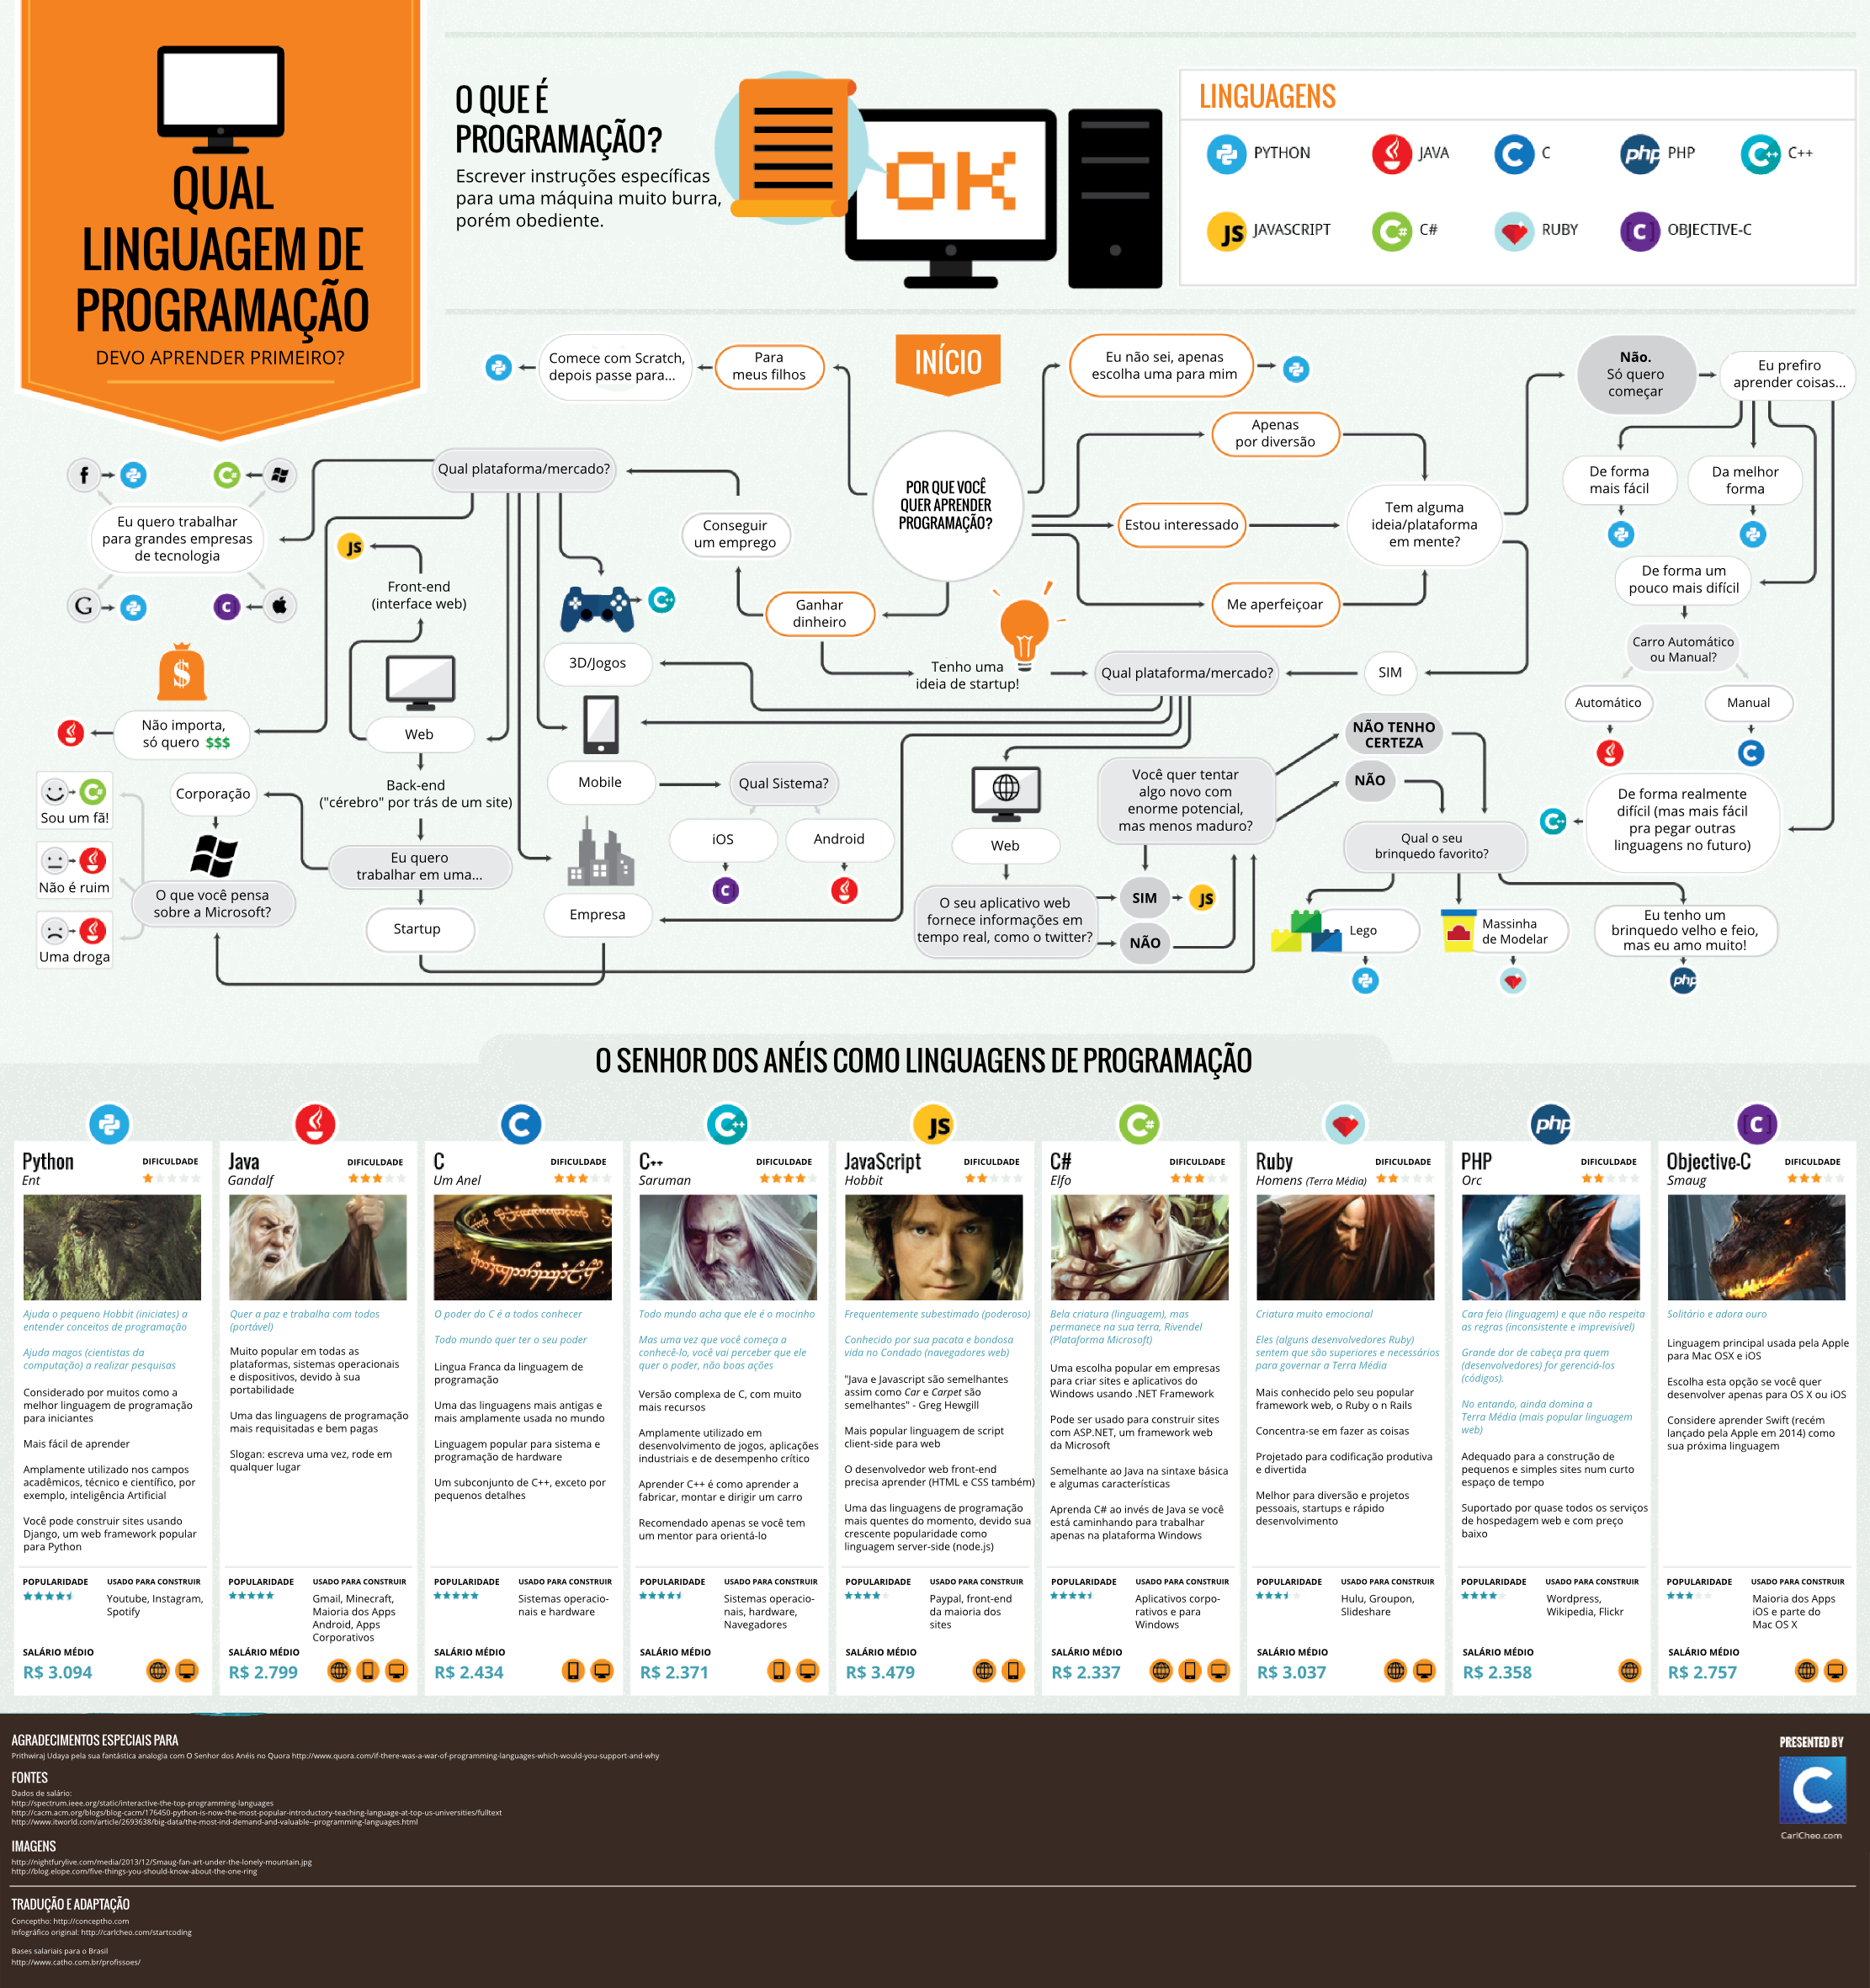 QUAL
LINGUAGEM DE
PROGRAMAÇÃO
DEVO APRENDER PRIMEIRO?
O QUE É
PROGRAMAÇÃO?
Escrever instruções específicas
para uma máquina muito burra,
porém obediente.
OK
LINGUAGENS
PYTHON
JAVA
C
PHP
C++
JAVASCRIPT
C#
RUBY
OBJECTIVE-C
INÍCIO
POR QUE VOCÊ
QUER APRENDER
PROGRAMAÇÃO?
Para
meus filhos
Comece com Scratch,
depois passe para...
Eu não sei, apenas
escolha uma para mim
Apenas
por diversão
Estou interessado
Me aperfeiçoar
Tem alguma
ideia/plataforma
em mente?
Não.
Só quero
começar
Eu prefiro
aprender coisas...
De forma
mais fácil
Da melhor
forma
De forma um
pouco mais difícil
Carro Automático
ou Manual?
Automático
Manual
De forma realmente
difícil (mas mais fácil
pra pegar outras
linguagens no futuro)
SIM
Qual plataforma/mercado?
Ganhar
dinheiro
Conseguir
um emprego
Tenho uma
ideia de startup!
Qual plataforma/mercado?
Eu quero trabalhar
para grandes empresas
de tecnologia
Não importa,
só quero $$$
Front-end
(interface web)
Web
Back-end
("cérebro" por trás de um site)
Eu quero
trabalhar em uma...
Corporação
Startup
O que você pensa
sobre a Microsoft?
Sou um fã!
Não é ruim
Uma droga
3D/Jogos
Mobile
Qual Sistema?
iOS
Android
Empresa
Web
O seu aplicativo web
fornece informações em
tempo real, como o twitter?
SIM
NÃO
Você quer tentar
algo novo com
enorme potencial,
mas menos maduro?
NÃO TENHO
CERTEZA
NÃO
Qual o seu
brinquedo favorito?
Lego
Massinha
de Modelar
Eu tenho um
brinquedo velho e feio,
mas eu amo muito!
O SENHOR DOS ANÉIS COMO LINGUAGENS DE PROGRAMAÇÃO
Python
Ent
DIFICULDADE
Ajuda o pequeno Hobbit (iniciates) a
entender conceitos de programação
Ajuda magos (cientistas da
computação) a realizar pesquisas
Considerado por muitos como a
melhor linguagem de programação
para iniciantes
Mais fácil de aprender
Amplamente utilizado nos campos
acadêmicos, técnico e científico, por
exemplo, inteligência Artificial
Você pode construir sites usando
Django, um web framework popular
para Python
POPULARIDADE
USADO PARA CONSTRUIR
Youtube, Instagram,
Spotify
SALÁRIO MÉDIO
R$ 3.094
Java
Gandalf
DIFICULDADE
Quer a paz e trabalha com todos
(portável)
Muito popular em todas as
plataformas, sistemas operacionais
e dispositivos, devido à sua
portabilidade
Uma das linguagens de programação
mais requisitadas e bem pagas
Slogan: escreva uma vez, rode em
qualquer lugar
POPULARIDADE
USADO PARA CONSTRUIR
Gmail, Minecraft,
Maioria dos Apps
Android, Apps
Corporativos
SALÁRIO MÉDIO
R$ 2.799
C
Um Anel
DIFICULDADE
O poder do C é a todos conhecer
Todo mundo quer ter o seu poder
Lingua Franca da linguagem de
programação
Uma das linguagens mais antigas e
mais amplamente usada no mundo
Linguagem popular para sistema e
programação de hardware
Um subconjunto de C++, exceto por
pequenos detalhes
POPULARIDADE
USADO PARA CONSTRUIR
Sistemas operacio-
nais e hardware
SALÁRIO MÉDIO
R$ 2.434
C++
Saruman
DIFICULDADE
Todo mundo acha que ele é o mocinho
Mas uma vez que você começa a
conhecê-lo, você vai perceber que ele
quer o poder, não boas ações
Versão complexa de C, com muito
mais recursos
Amplamente utilizado em
desenvolvimento de jogos, aplicações
industriais e de desempenho crítico
Aprender C++ é como aprender a
fabricar, montar e dirigir um carro
Recomendado apenas se você tem
um mentor para orientá-lo
POPULARIDADE
USADO PARA CONSTRUIR
Sistemas operacio-
nais, hardware,
Navegadores
SALÁRIO MÉDIO
R$ 2.371
JavaScript
Hobbit
DIFICULDADE
Frequentemente subestimado (poderoso)
Conhecido por sua pacata e bondosa
vida no Condado (navegadores web)
"Java e Javascript são semelhantes
assim como Car e Carpet são
semelhantes" - Greg Hewgill
Mais popular linguagem de script
client-side para web
O desenvolvedor web front-end
precisa aprender (HTML e CSS também)
Uma das linguagens de programação
mais quentes do momento, devido sua
crescente popularidade como
linguagem server-side (node.js)
POPULARIDADE
USADO PARA CONSTRUIR
Paypal, front-end
da maioria dos
sites
SALÁRIO MÉDIO
R$ 3.479
C#
Elfo
DIFICULDADE
Bela criatura (linguagem), mas
permanece na sua terra, Rivendel
(Plataforma Microsoft)
Uma escolha popular em empresas
para criar sites e aplicativos do
Windows usando .NET Framework
Pode ser usado para construir sites
com ASP.NET, um framework web
da Microsoft
Semelhante ao Java na sintaxe básica
e algumas características
Aprenda C# ao invés de Java se você
está caminhando para trabalhar
apenas na plataforma Windows
POPULARIDADE
USADO PARA CONSTRUIR
Aplicativos corpo-
rativos e para
Windows
SALÁRIO MÉDIO
R$ 2.337
Ruby
Homens (Terra Média)
DIFICULDADE
Criatura muito emocional
Eles (alguns desenvolvedores Ruby)
sentem que são superiores e necessários
para governar a Terra Média
Mais conhecido pelo seu popular
framework web, o Ruby o n Rails
Concentra-se em fazer as coisas
Projetado para codificação produtiva
e divertida
Melhor para diversão e projetos
pessoais, startups e rápido
desenvolvimento
POPULARIDADE
USADO PARA CONSTRUIR
Hulu, Groupon,
Slideshare
SALÁRIO MÉDIO
R$ 3.037
PHP
Orc
DIFICULDADE
Cara feio (linguagem) e que não respeita
as regras (inconsistente e imprevisível)
Grande dor de cabeça pra quem
(desenvolvedores) for gerenciá-los
(códigos).
No entando, ainda domina a
Terra Média (mais popular linguagem
web)
Adequado para a construção de
pequenos e simples sites num curto
espaço de tempo
Suportado por quase todos os serviços
de hospedagem web e com preço
baixo
POPULARIDADE
USADO PARA CONSTRUIR
Wordpress,
Wikipedia, Flickr
SALÁRIO MÉDIO
R$ 2.358
Objective-C
Smaug
DIFICULDADE
Solitário e adora ouro
Linguagem principal usada pela Apple
para Mac OSX e iOS
Escolha esta opção se você quer
desenvolver apenas para OS X ou iOS
Considere aprender Swift (recém
lançado pela Apple em 2014) como
sua próxima linguagem
POPULARIDADE
USADO PARA CONSTRUIR
Maioria dos Apps
iOS e parte do
Mac OS X
SALÁRIO MÉDIO
R$ 2.757
AGRADECIMENTOS ESPECIAIS PARA
Prithwiraj Udaya pela sua fantástica analogia com O Senhor dos Anéis no Quora http://www.quora.com/if-there-was-a-war-of-programming-languages-which-would-you-support-and-why
FONTES
Dados de salário:
http://spectrum.ieee.org/static/interactive-the-top-programming-languages
http://cacm.acm.org/blogs/blog-cacm/176450-python-is-now-the-most-popular-introductory-teaching-language-at-top-us-universities/fulltext
http://www.itworld.com/article/2693638/big-data/the-most-ind-demand-and-valuable--programming-languages.html
IMAGENS
http://nightfurylive.com/media/2013/12/Smaug-fan-art-under-the-lonely-mountain.jpg
http://blog.elope.com/five-things-you-should-know-about-the-one-ring
TRADUÇÃO E ADAPTAÇÃO
Conceptho: http://conceptho.com
Infográfico original: http://carlcheo.com/startcoding
Bases salariais para o Brasil
http://www.catho.com.br/profissoes/
PRESENTED BY
C
CarlCheo.com